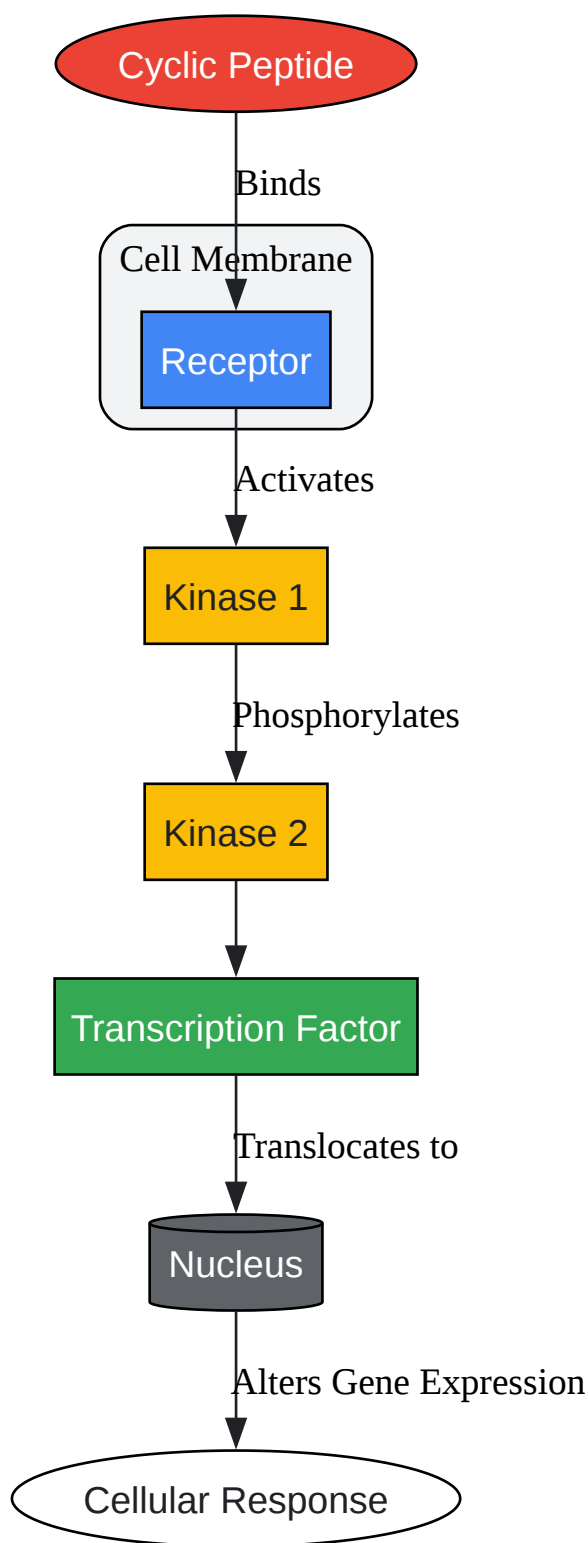 Cyclic Peptide
Binds
Cell Membrane
Receptor
Activates
Kinase 1
Phosphorylates
Kinase 2
Transcription Factor
Translocates to
Nucleus
Alters Gene Expression
Cellular Response